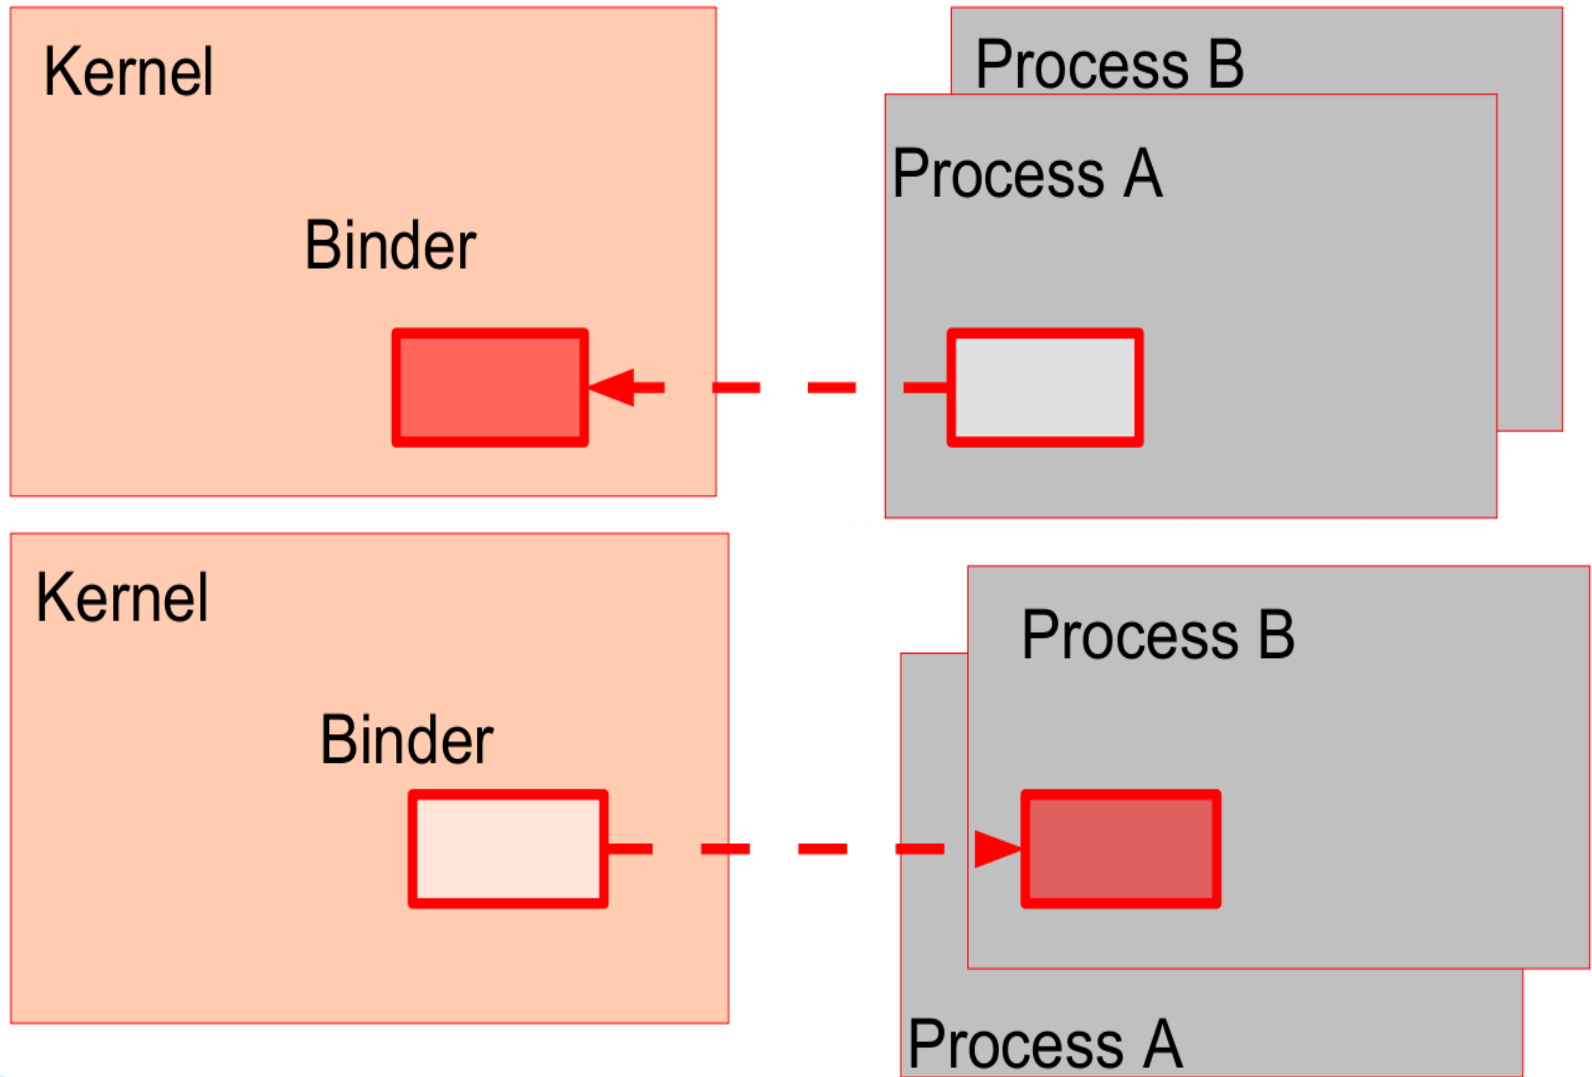 Kernel
Process B
Process A
Binder
Kernel
Process B
Binder
Process A